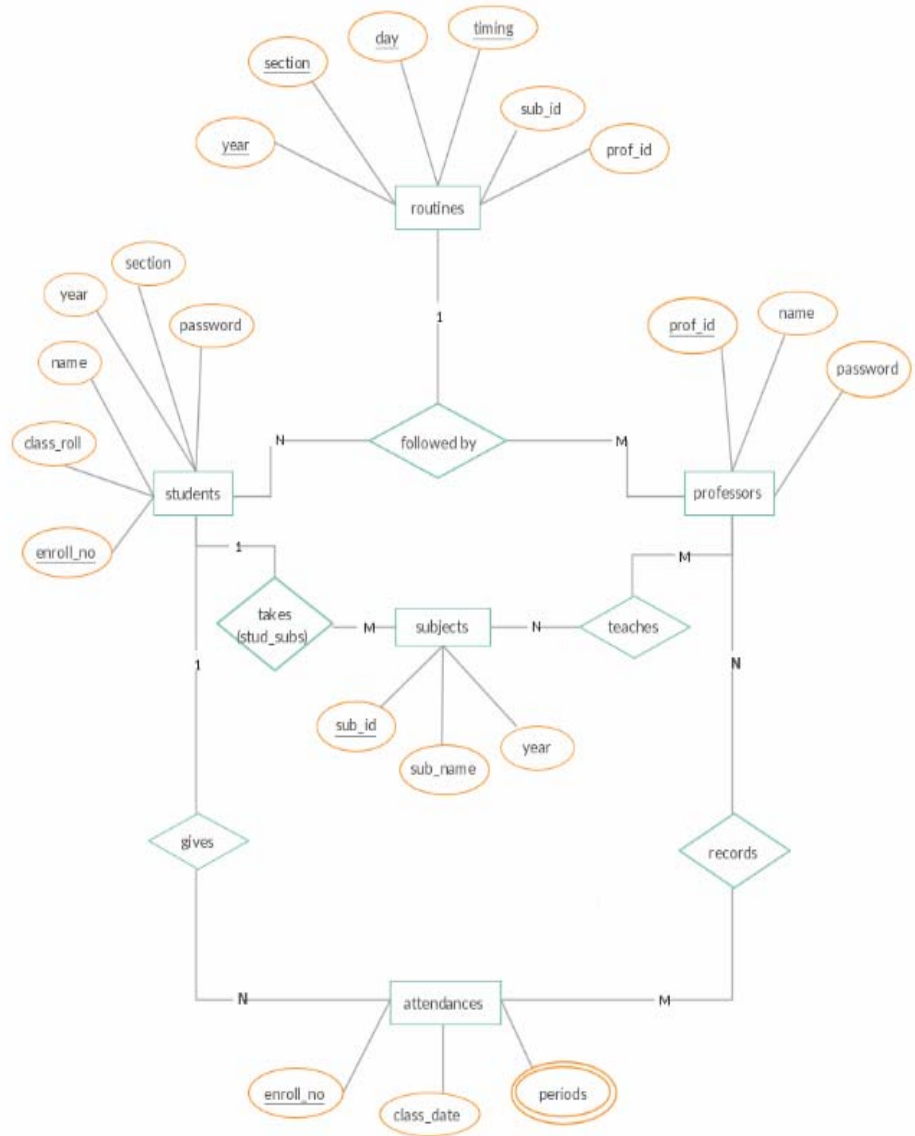 timing
day
section
sub_id
year
prof_id
routines
section
year
password
name
class_roll
enroll_no
students
1
prof_id
name
password
professors
N
followed by
M
1
takes
(stud_subs)
M
subjects
N
teaches
M
sub_id
sub_name
year
1
N
gives
records
N
attendances
M
enroll_no
class_date
periods